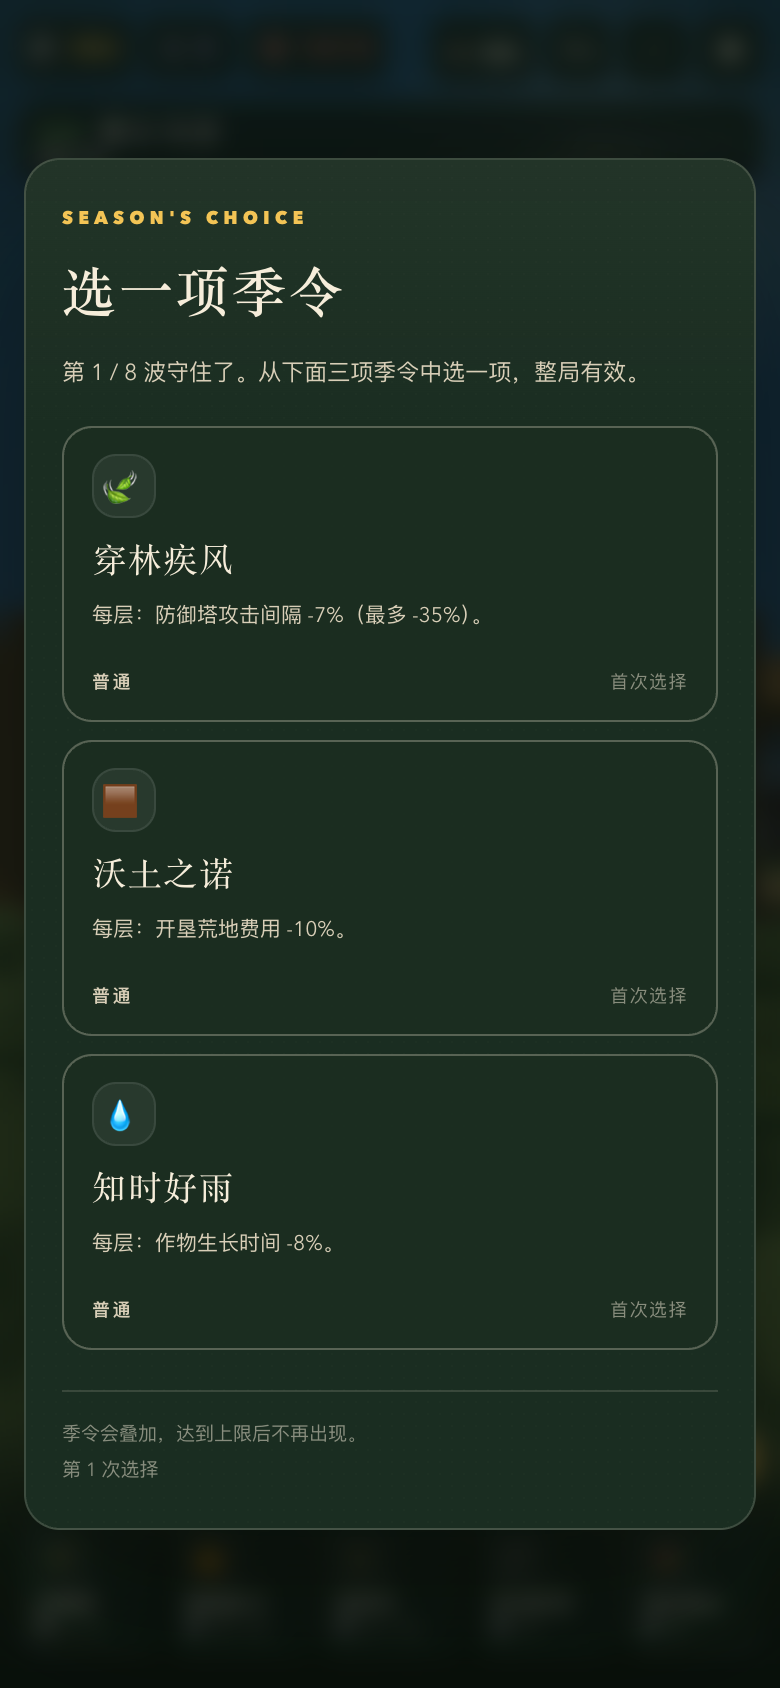 SEASON'S CHOICE
选一项季令
第 1 / 8 波守住了。从下面三项季令中选一项，整局有效。
穿林疾风
每层：防御塔攻击间隔 -7%（最多 -35%）。
普通
首次选择
沃土之诺
每层：开垦荒地费用 -10%。
普通
首次选择
知时好雨
每层：作物生长时间 -8%。
普通
首次选择
季令会叠加，达到上限后不再出现。
第 1 次选择